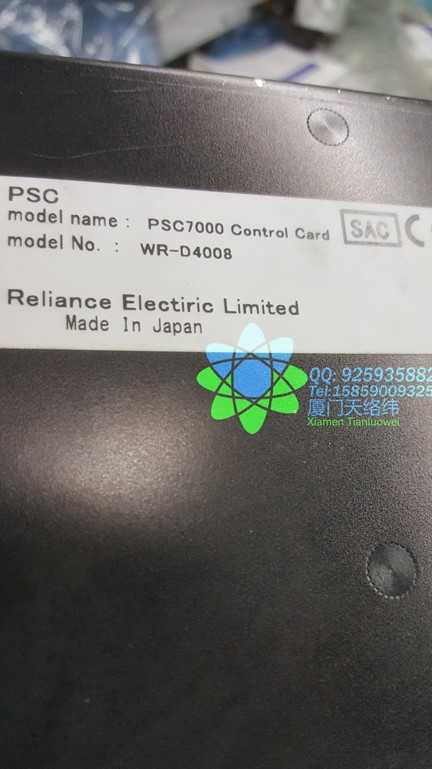 PSC
model name : PSC7000 Control Card
SAC
model No. : WR-D4008
Reliance Electiric Limited
Made In Japan
QQ: 925935882
Tel:15859009325
厦门天络纬
Xiamen Tianluowei